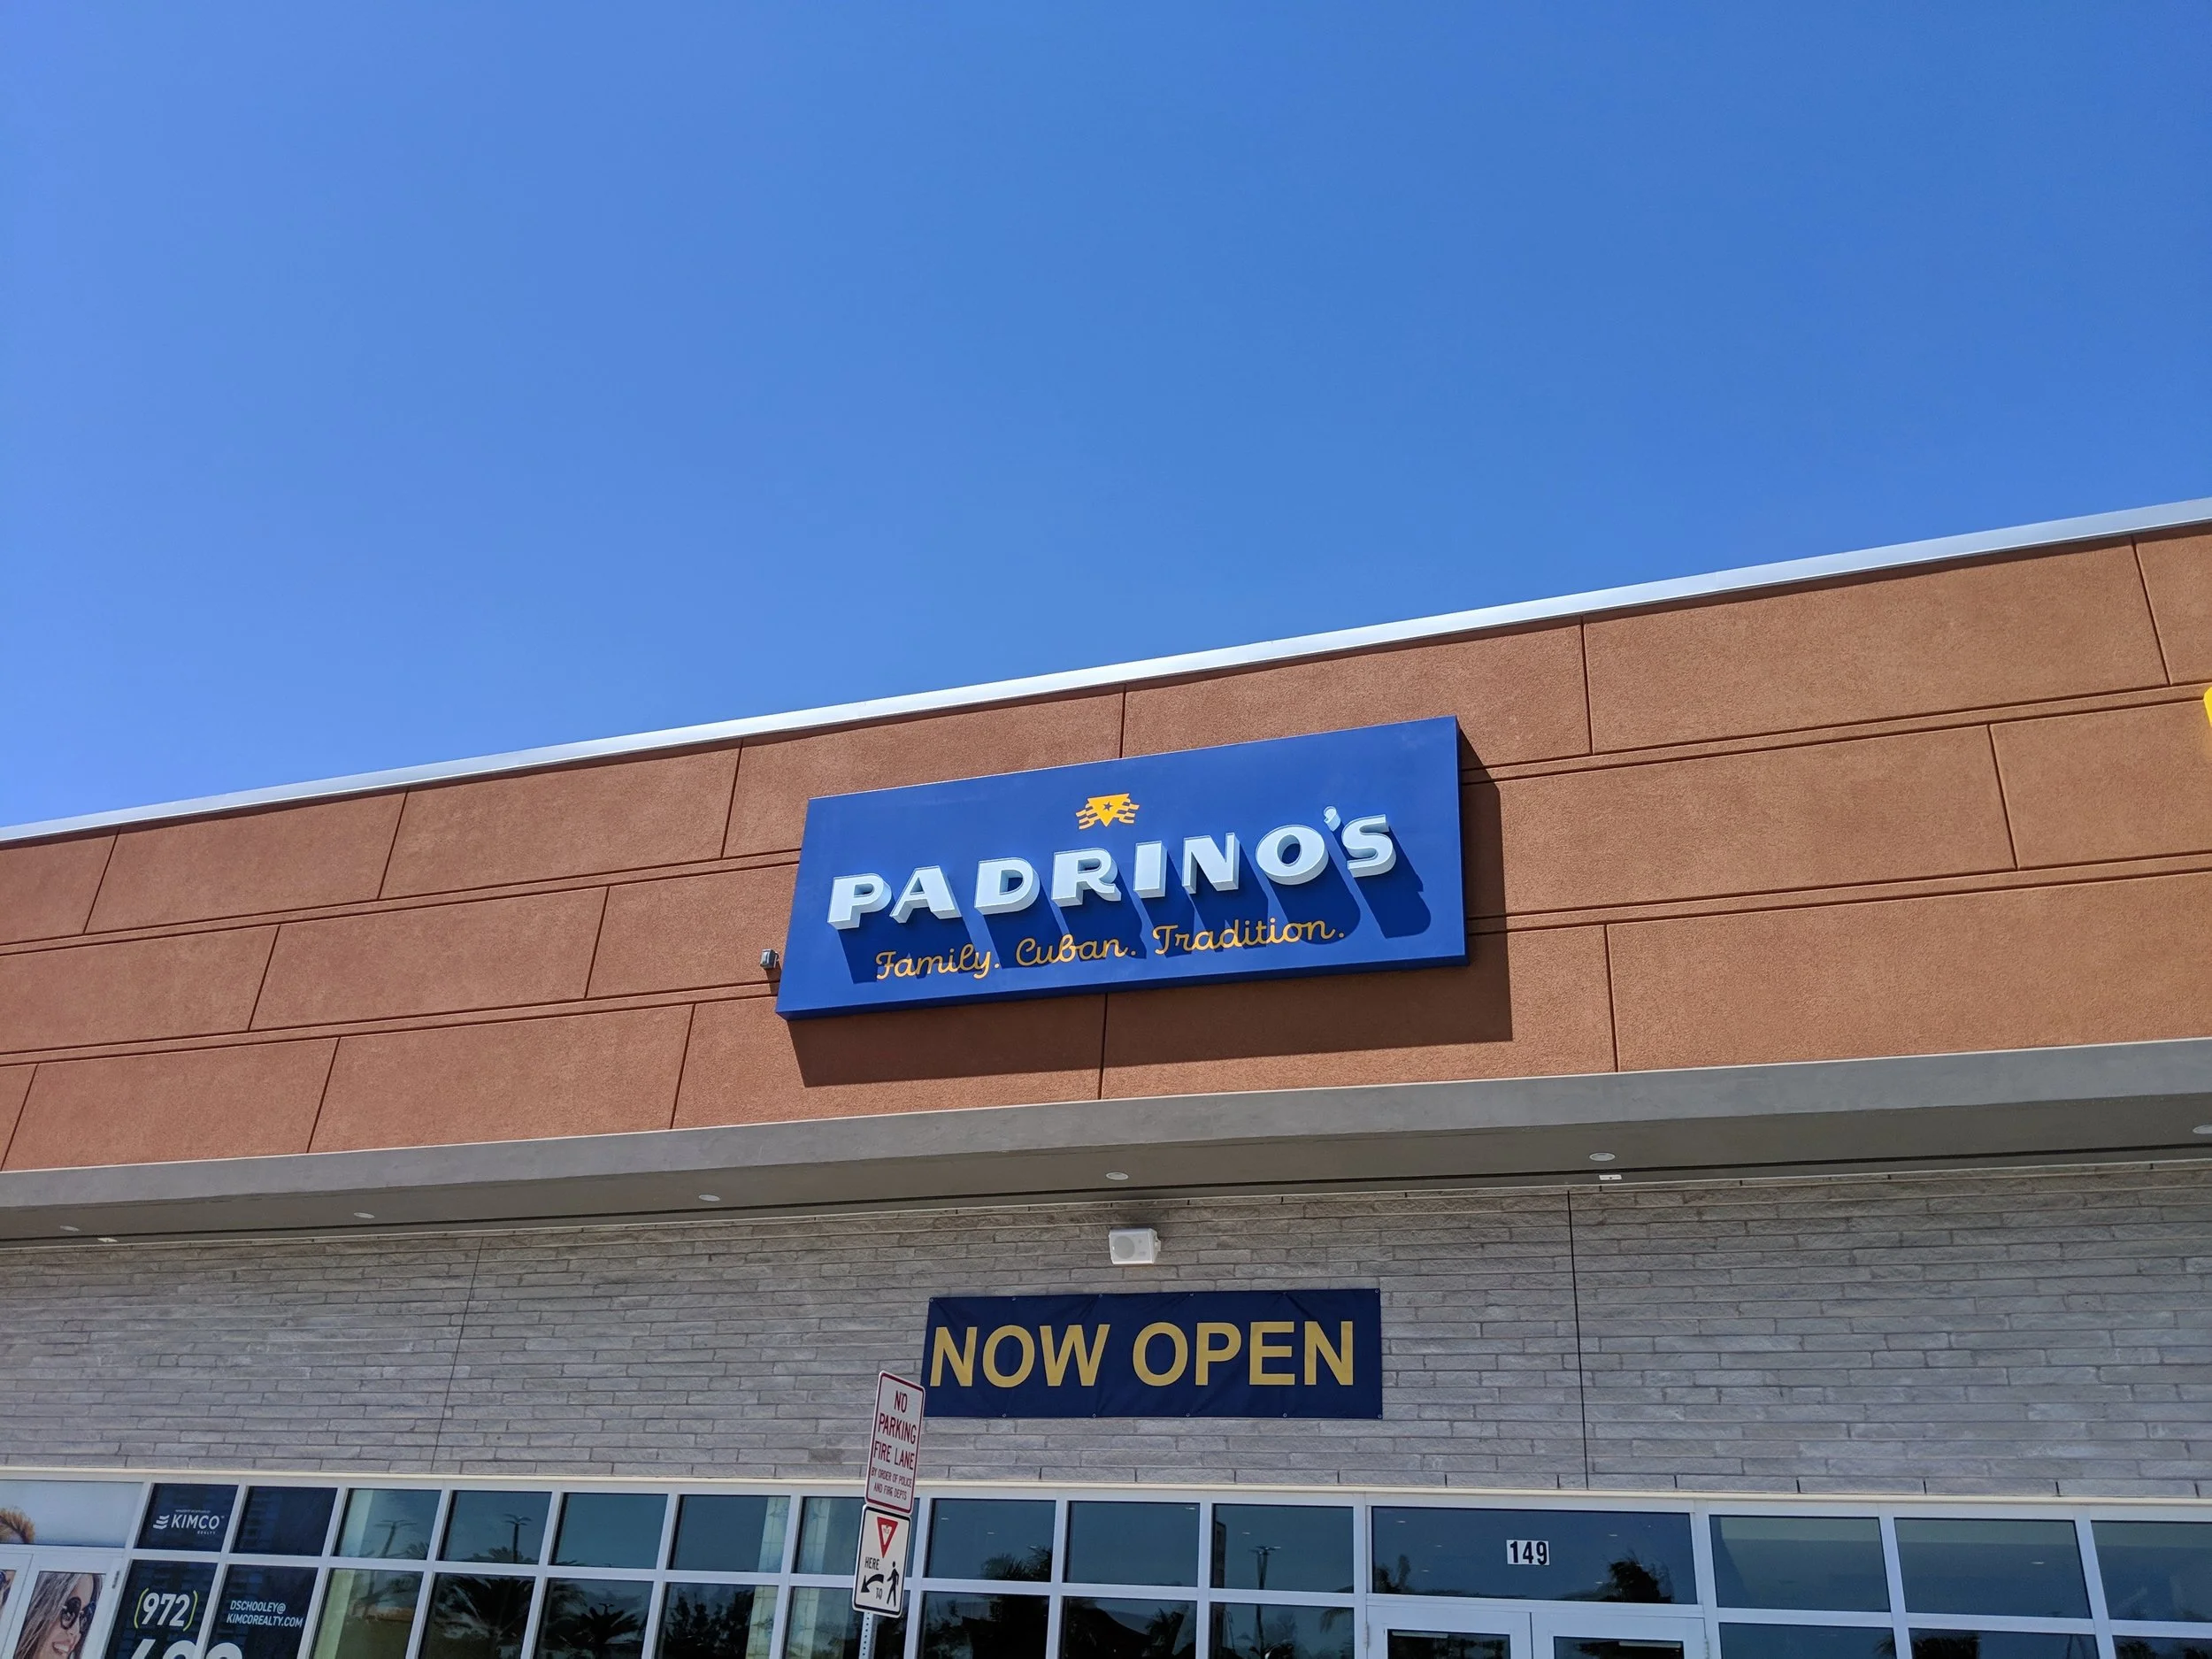 PADRINO'S
Family. Cuban. Tradition.
NOW OPEN
NO
PARKING
FIRE LANE
BY ORDER OF POLICE
AND FIRE DEPTS
HERE
TO
149
KIMCO
REALTY
(972)
DSCHOOLEY@
KIMCOREALTY.COM